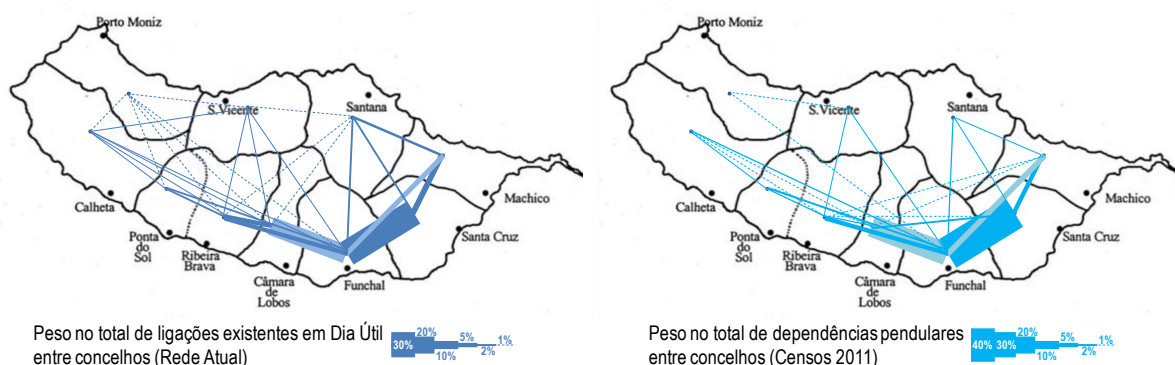 Porto Moniz
S. Vicente
Santana
Machico
Calheta
Santa Cruz
Ponta
do
Sol
Ribeira
Brava
Câmara
de
Lobos
Funchal
Peso no total de ligações existentes em Dia Útil
entre concelhos (Rede Atual)
30%
20%
10%
5%
2%
1%
Porto Moniz
S. Vicente
Santana
Machico
Calheta
Santa Cruz
Ponta
do
Sol
Ribeira
Brava
Câmara
de
Lobos
Funchal
Peso no total de dependências pendulares
entre concelhos (Censos 2011)
40%
30%
20%
10%
5%
2%
1%